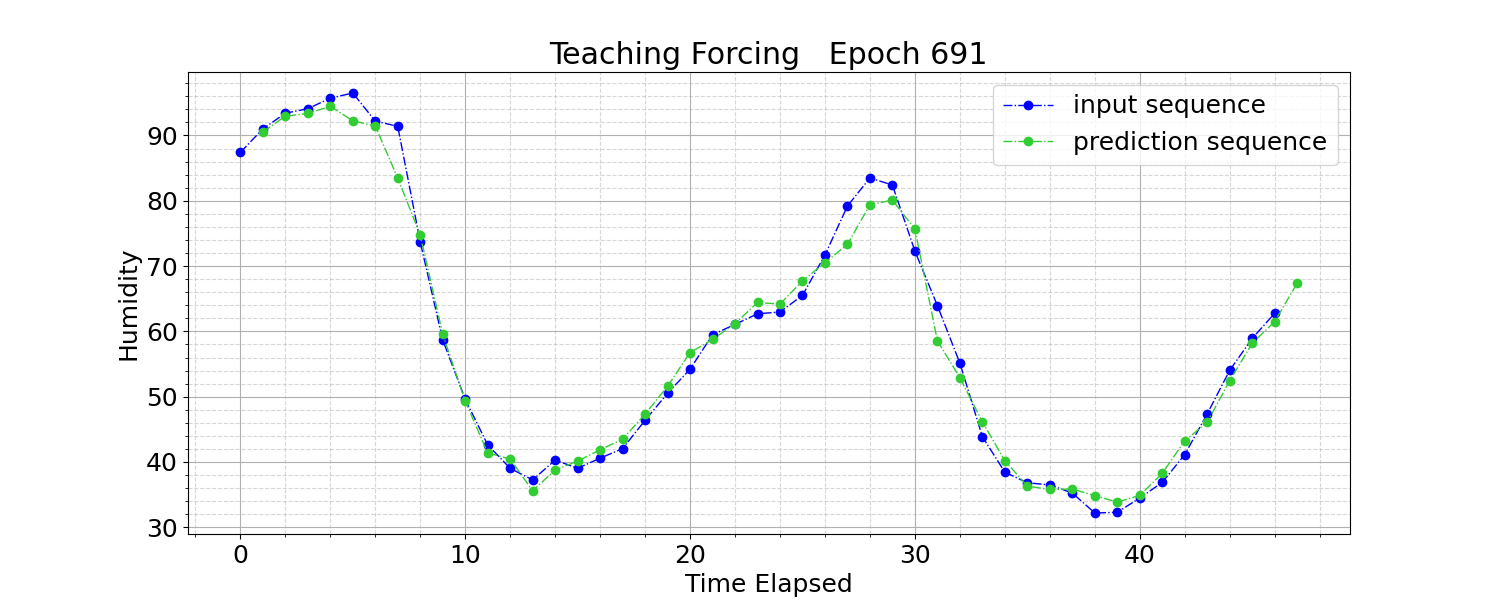 Teaching Forcing   Epoch 691
input sequence
prediction sequence
Humidity
90
80
70
60
50
40
30
0 10 20 30 40
Time Elapsed